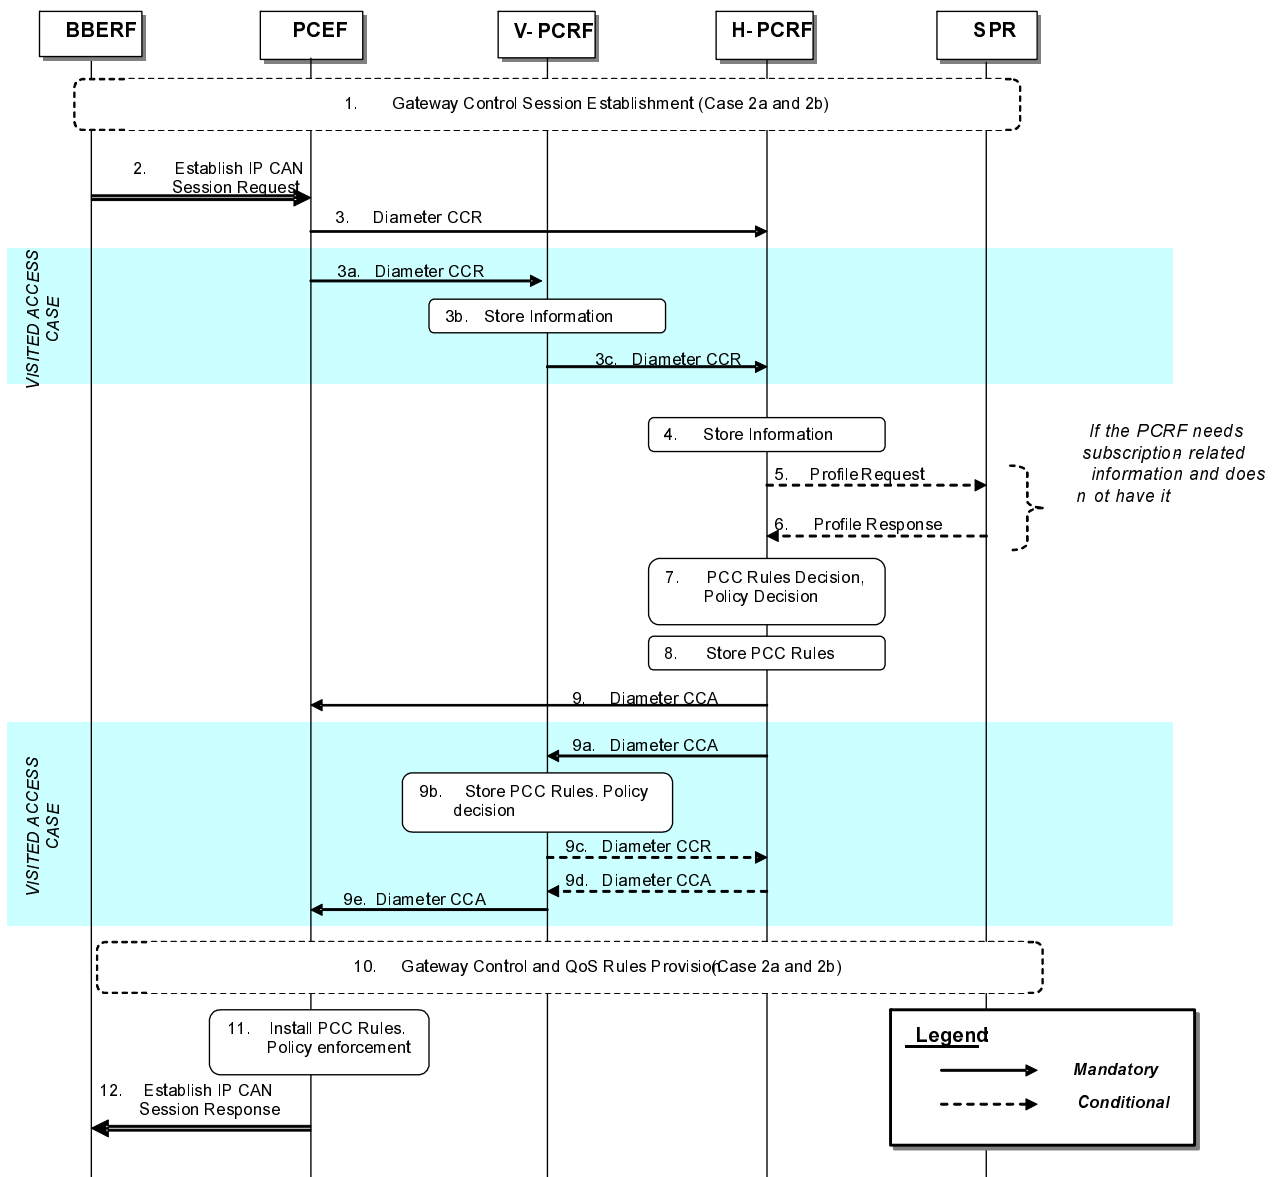 BBERF PCEF V- PCRF H- PCRF SPR
1. Gateway Control Session Establishment (Case 2a and 2b)
2. Establish IP CAN
Session Request
3. Diameter CCR
VISITED ACCESS
CASE
3a. Diameter CCR
3b. Store Information
3c. Diameter CCR
4. Store Information
If the PCRF needs
subscription- related
information and does
n ot have it
5. Profile Request
6. Profile Response
7. PCC Rules Decision,
Policy Decision
8. Store PCC Rules
9. Diameter CCA
VISITED ACCESS
CASE
9a. Diameter CCA
9b. Store PCC Rules. Policy
decision
9c. Diameter CCR
9d. Diameter CCA
9e. Diameter CCA
10. Gateway Control and QoS Rules Provision(Case 2a and 2b)
11. Install PCC Rules.
Policy enforcement
12. Establish IP CAN
Session Response
Legend:
Mandatory
Conditional